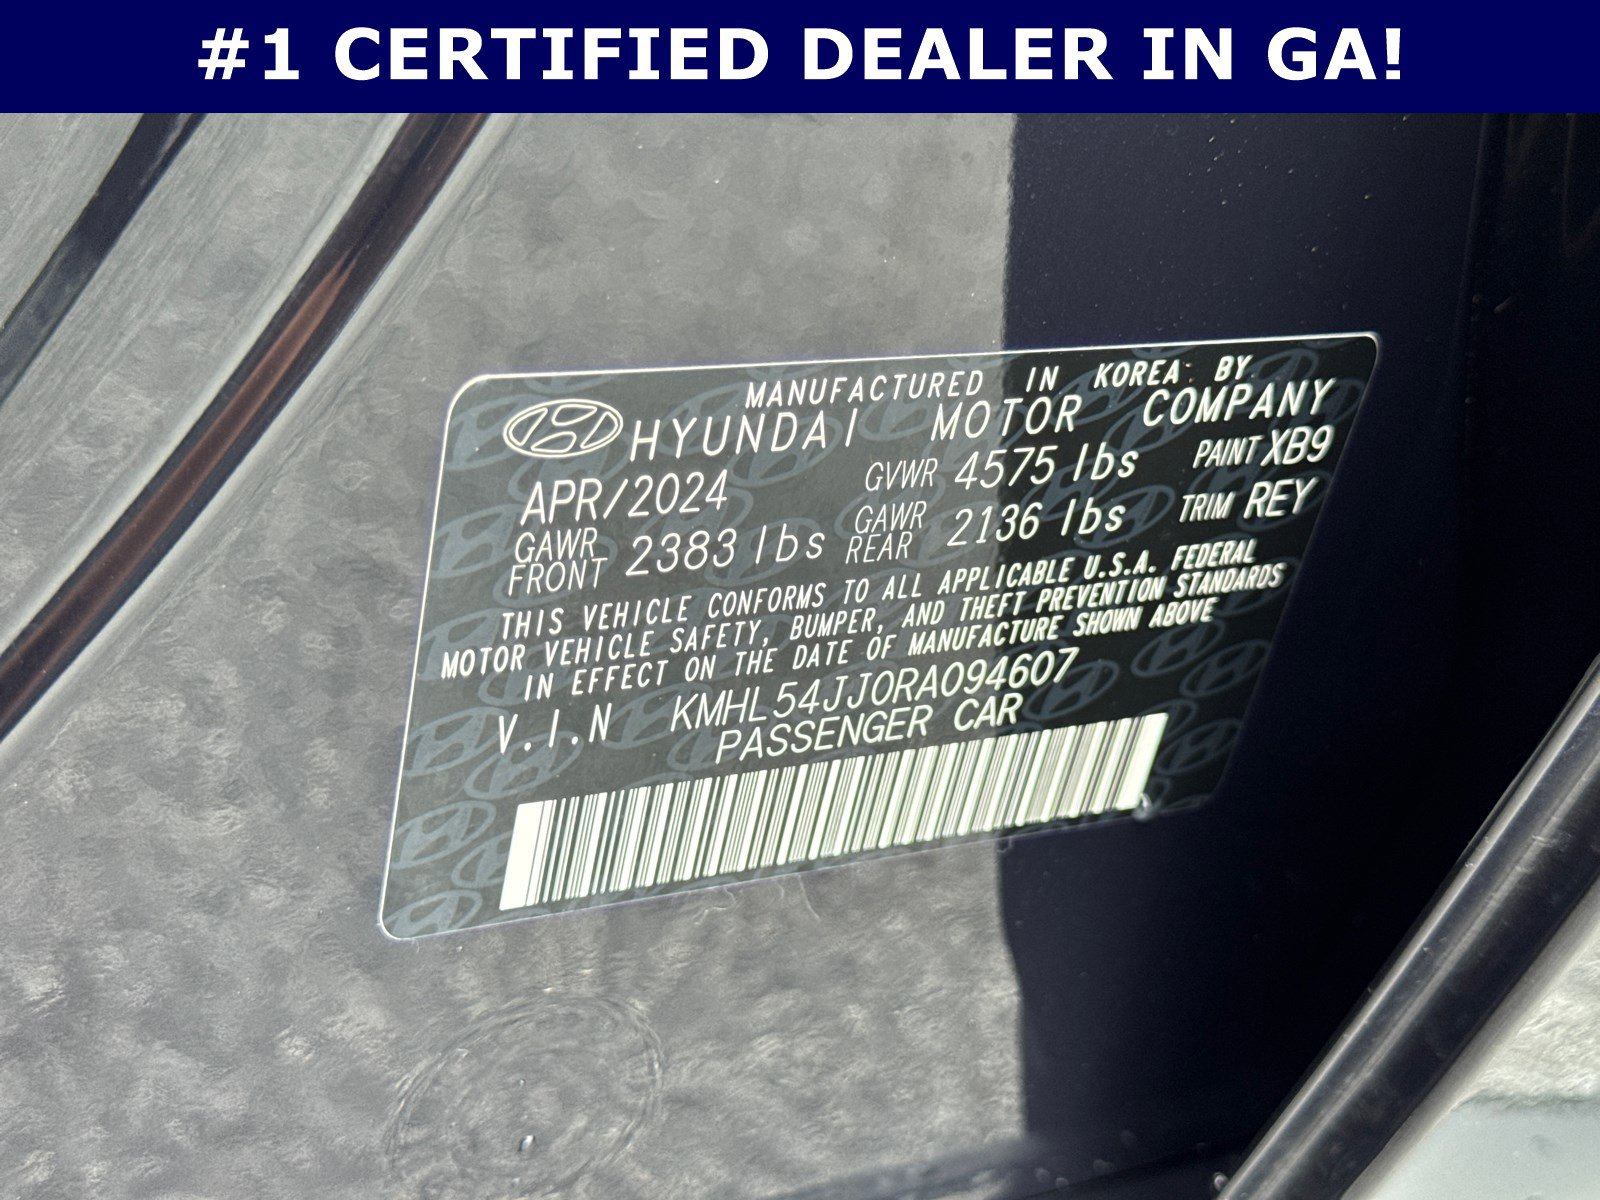 #1 CERTIFIED DEALER IN GA!
MANUFACTURED IN KOREA BY
HYUNDAI MOTOR COMPANY
APR/2024 GVWR 4575 lbs PAINT XB9
GAWR FRONT 2383 lbs GAWR REAR 2136 lbs TRIM REY
THIS VEHICLE CONFORMS TO ALL APPLICABLE U.S.A. FEDERAL
MOTOR VEHICLE SAFETY, BUMPER, AND THEFT PREVENTION STANDARDS
IN EFFECT ON THE DATE OF MANUFACTURE SHOWN ABOVE
V.I.N KMHL54JJ0RA094607
PASSENGER CAR